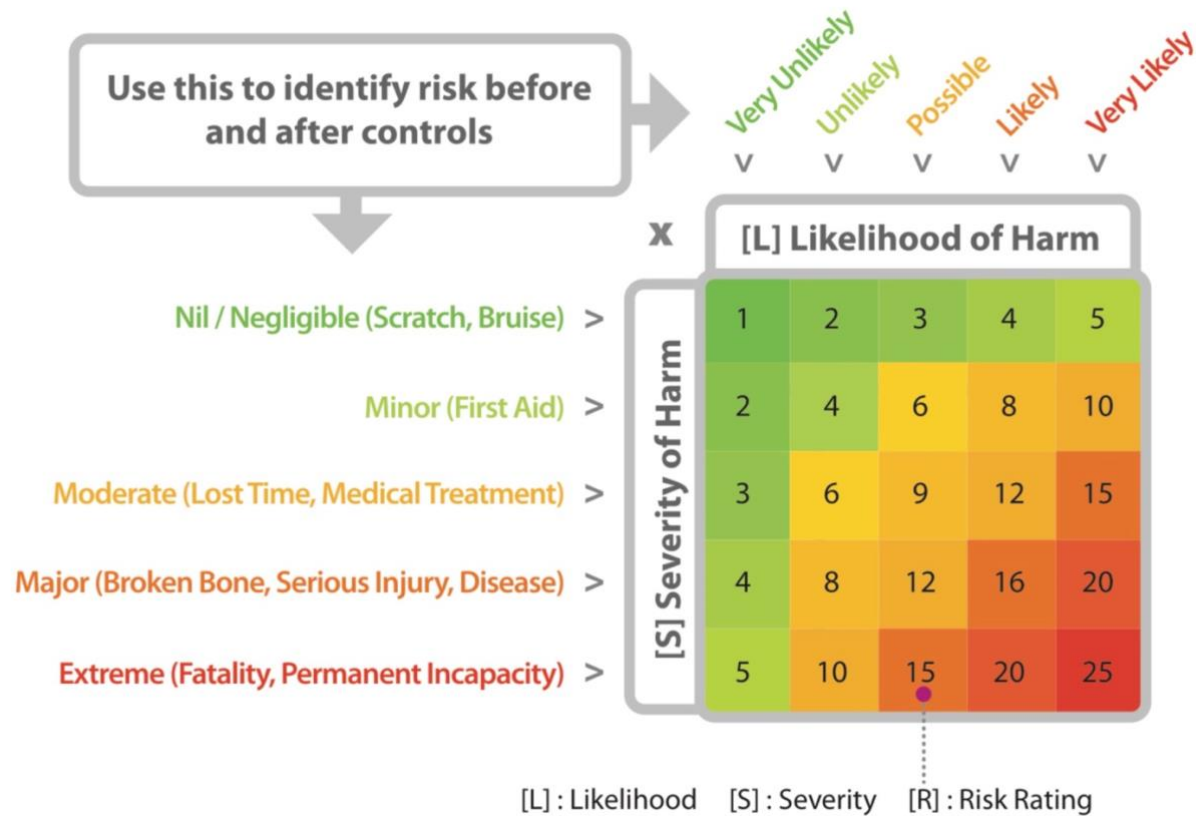 Use this to identify risk before
and after controls
Very Unlikely
Unlikely
Possible
Likely
Very Likely
> > > > >
x
[L] Likelihood of Harm
[S] Severity of Harm
Nil / Negligible (Scratch, Bruise) > 1 2 3 4 5
Minor (First Aid) > 2 4 6 8 10
Moderate (Lost Time, Medical Treatment) > 3 6 9 12 15
Major (Broken Bone, Serious Injury, Disease) > 4 8 12 16 20
Extreme (Fatality, Permanent Incapacity) > 5 10 15 20 25
[L] : Likelihood [S] : Severity [R] : Risk Rating